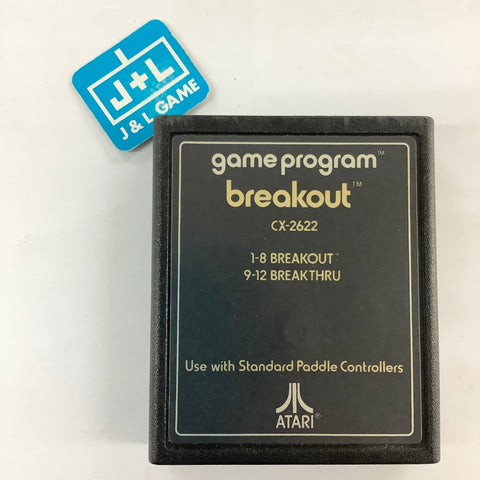 J+L
J & L GAME
game program™
breakout™
CX-2622
1-8 BREAKOUT™
9-12 BREAKTHRU
Use with Standard Paddle Controllers
ATARI®